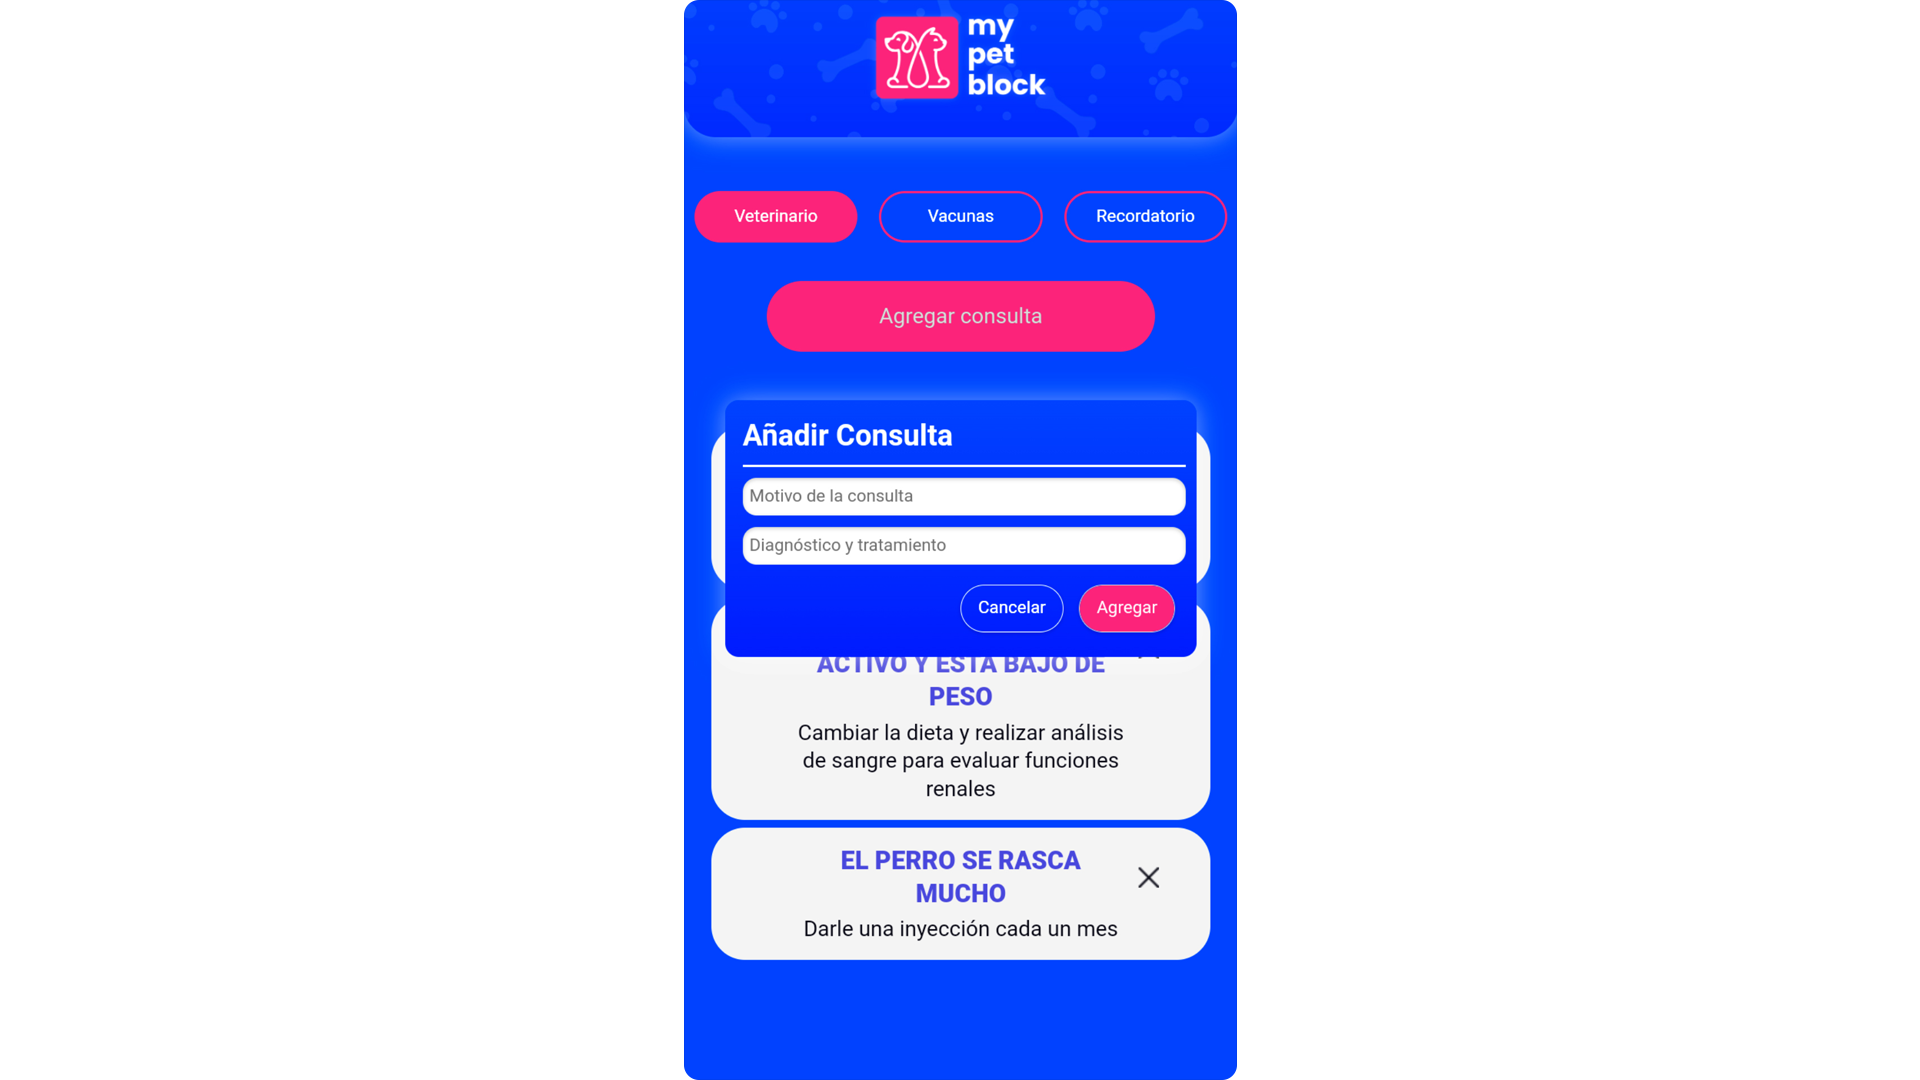 my
pet
block
Veterinario
Vacunas
Recordatorio
Agregar consulta
Añadir Consulta
Motivo de la consulta
Diagnóstico y tratamiento
Cancelar
Agregar
ACTIVO Y ESTÁ BAJO DE
PESO
Cambiar la dieta y realizar análisis
de sangre para evaluar funciones
renales
EL PERRO SE RASCA
MUCHO
Darle una inyección cada un mes